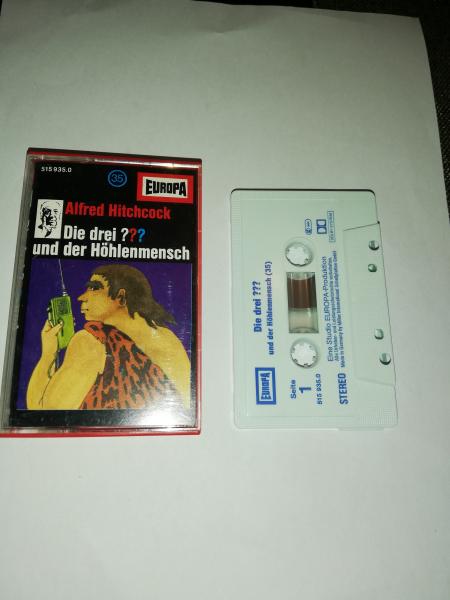 515 935.0
35
EUROPA
Alfred Hitchcock
Die drei ???
und der Höhlenmensch
Die drei ???
und der Höhlenmensch (35)
EUROPA
Seite
1
515 935.0
STEREO
Eine Studio EUROPA-Produktion